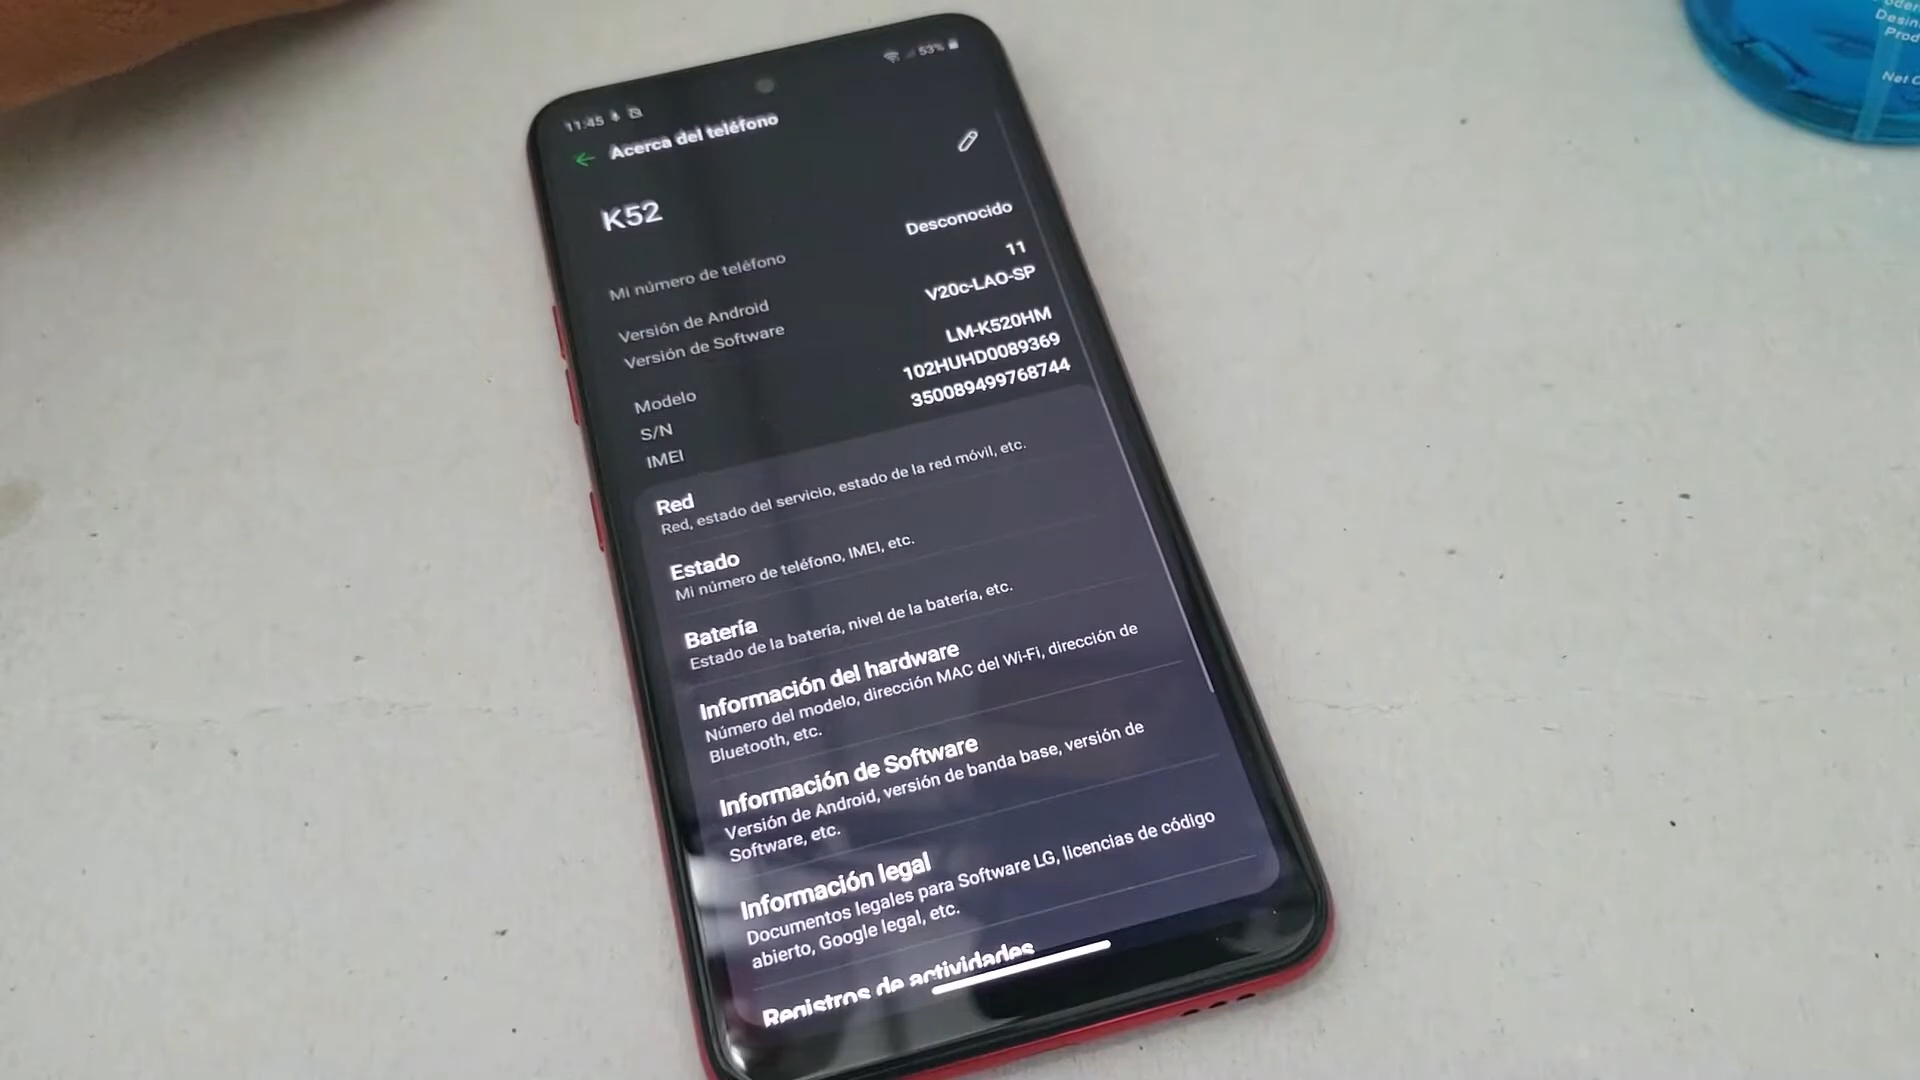 11:45
53%
Acerca del teléfono
K52
Mi número de teléfono Desconocido
Versión de Android 11
Versión de Software V20c-LAO-SP
Modelo LM-K520HM
S/N 102HUHD0089369
IMEI 350089499768744
Red
Red, estado del servicio, estado de la red móvil, etc.
Estado
Mi número de teléfono, IMEI, etc.
Batería
Estado de la batería, nivel de la batería, etc.
Información del hardware
Número del modelo, dirección MAC del Wi-Fi, dirección de
Bluetooth, etc.
Información de Software
Versión de Android, versión de banda base, versión de
Software, etc.
Información legal
Documentos legales para Software LG, licencias de código
abierto, Google legal, etc.
Registros de actividades
Net